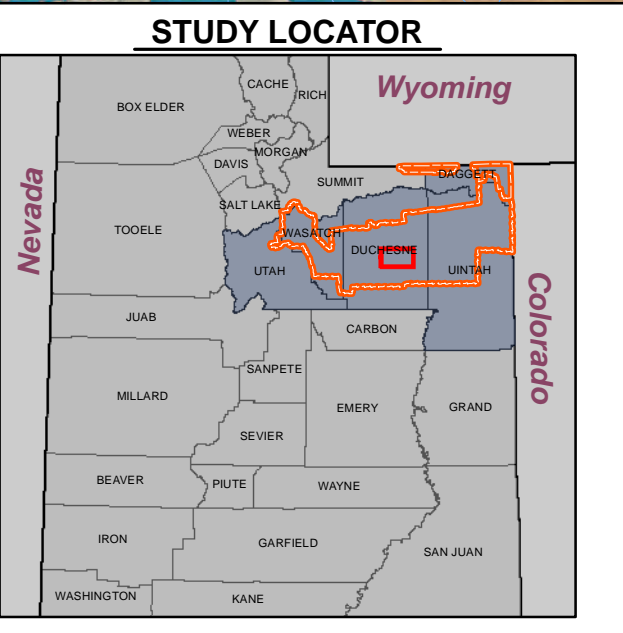 STUDY LOCATOR
Wyoming
Nevada
Colorado
CACHE
RICH
BOX ELDER
WEBER
MORGAN
DAVIS
SUMMIT
DAGGETT
SALT LAKE
TOOELE
WASATCH
DUCHESNE
UTAH
UINTAH
JUAB
CARBON
SANPETE
MILLARD
EMERY
GRAND
SEVIER
BEAVER
PIUTE
WAYNE
IRON
GARFIELD
SAN JUAN
WASHINGTON
KANE